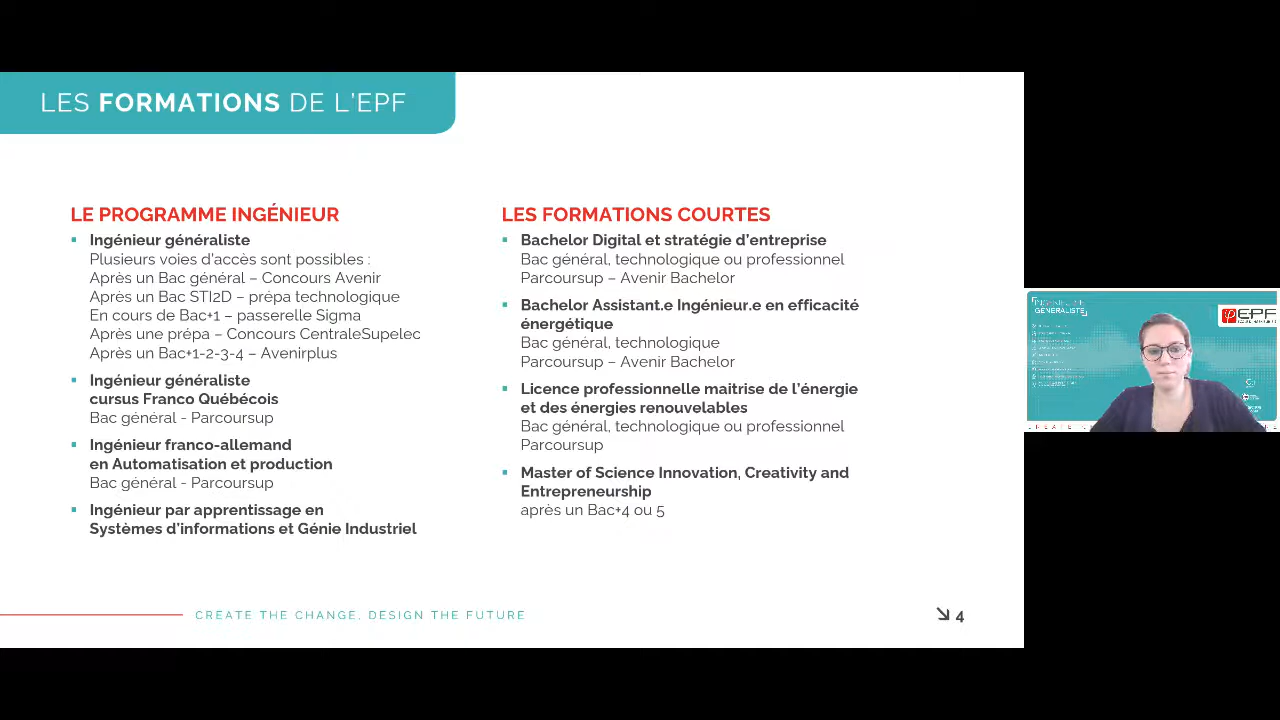 LES FORMATIONS DE L'EPF
LE PROGRAMME INGÉNIEUR
▪ Ingénieur généraliste
Plusieurs voies d'accès sont possibles :
Après un Bac général – Concours Avenir
Après un Bac STI2D – prépa technologique
En cours de Bac+1 – passerelle Sigma
Après une prépa – Concours CentraleSupelec
Après un Bac+1-2-3-4 – Avenirplus
▪ Ingénieur généraliste
cursus Franco Québécois
Bac général - Parcoursup
▪ Ingénieur franco-allemand
en Automatisation et production
Bac général - Parcoursup
▪ Ingénieur par apprentissage en
Systèmes d'informations et Génie Industriel
LES FORMATIONS COURTES
▪ Bachelor Digital et stratégie d'entreprise
Bac général, technologique ou professionnel
Parcoursup – Avenir Bachelor
▪ Bachelor Assistant.e Ingénieur.e en efficacité
énergétique
Bac général, technologique
Parcoursup – Avenir Bachelor
▪ Licence professionnelle maitrise de l'énergie
et des énergies renouvelables
Bac général, technologique ou professionnel
Parcoursup
▪ Master of Science Innovation, Creativity and
Entrepreneurship
après un Bac+4 ou 5
CREATE THE CHANGE, DESIGN THE FUTURE
4
GÉNÉRALISTE
EPF